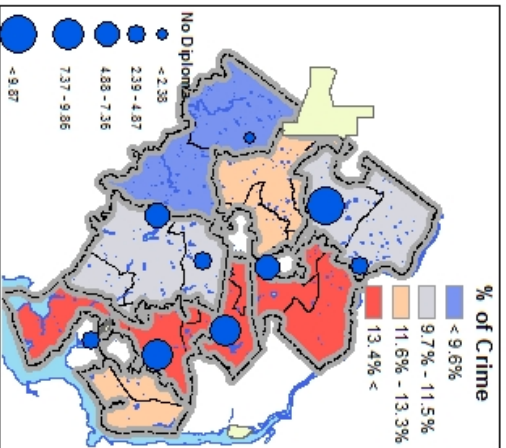 % of Crime
< 9.6%
9.7% - 11.5%
11.6% - 13.3%
13.4% <
No Diploma
< 2.38
2.39 - 4.87
4.88 - 7.36
7.37 - 9.86
< 9.87